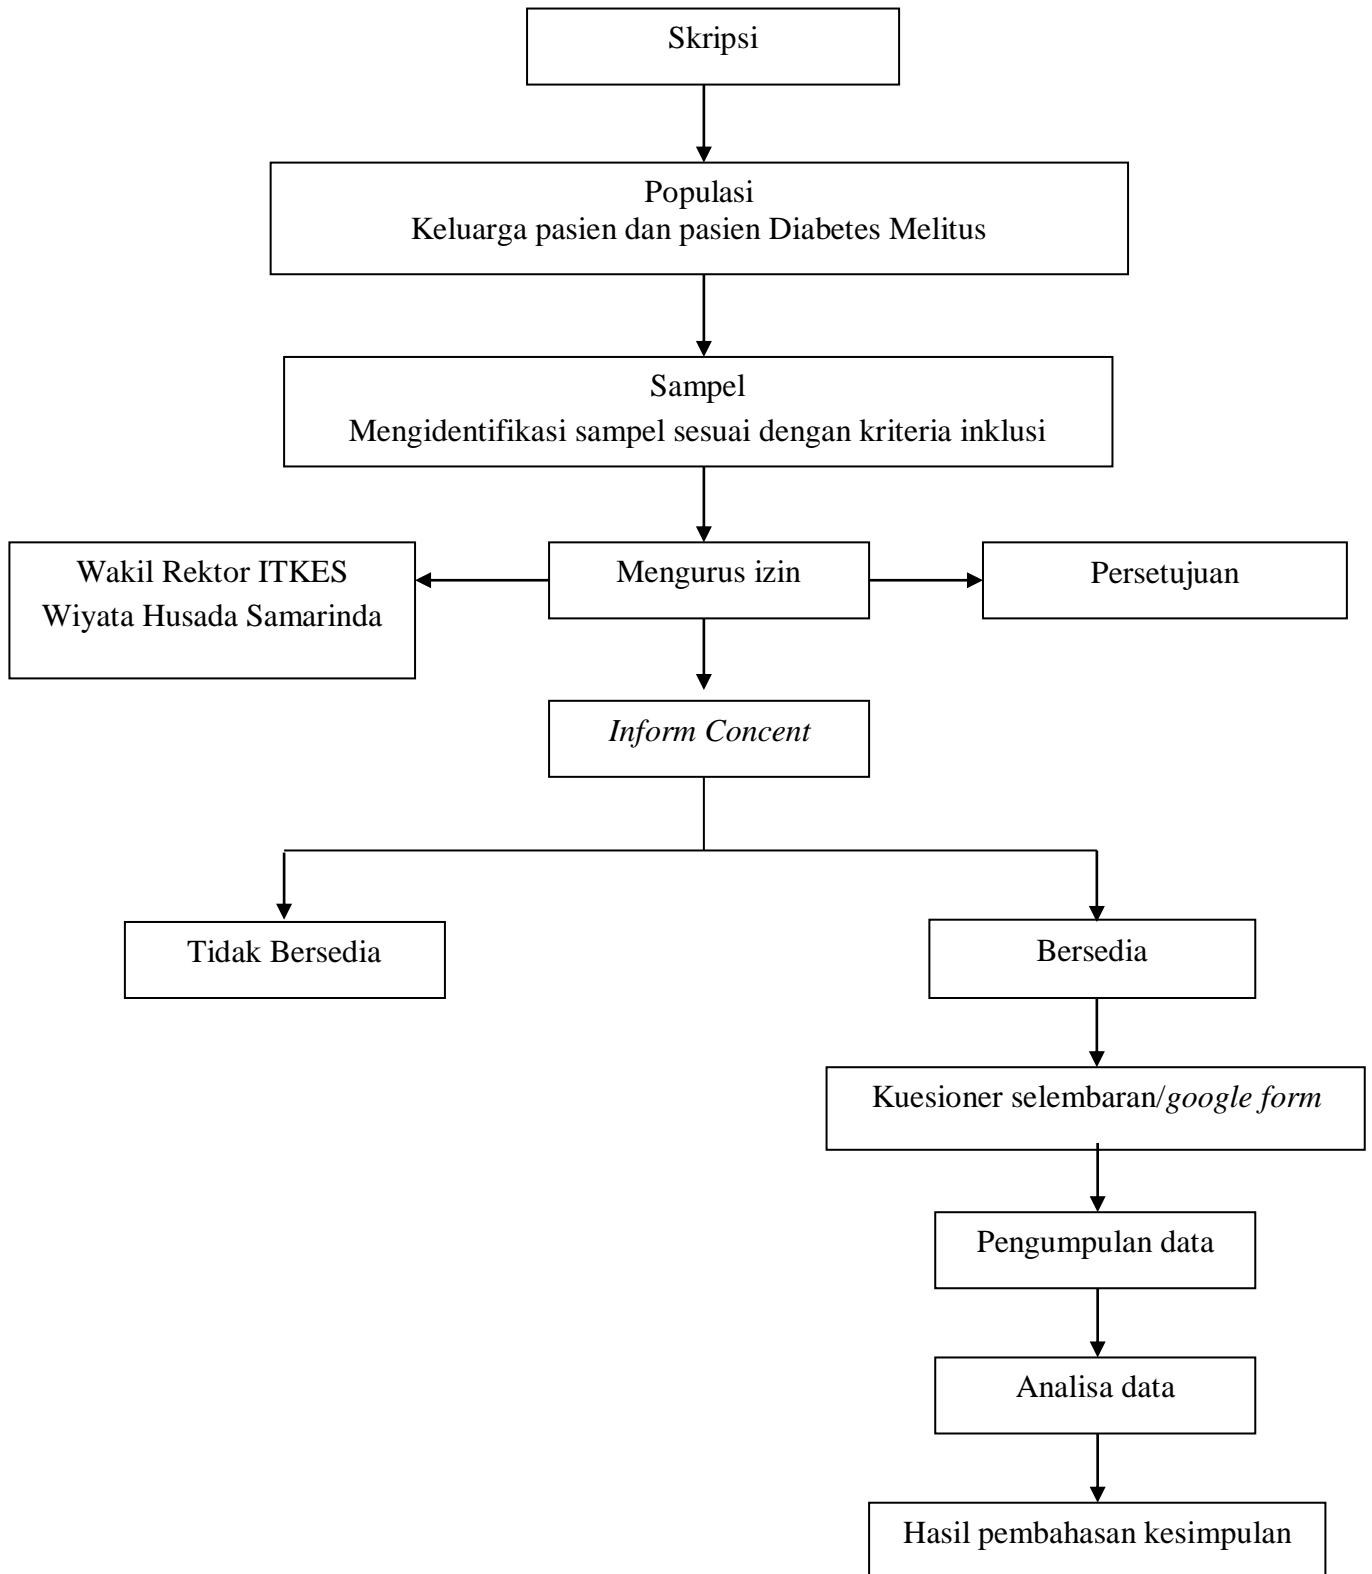 Skripsi
Populasi
Keluarga pasien dan pasien Diabetes Melitus
Sampel
Mengidentifikasi sampel sesuai dengan kriteria inklusi
Wakil Rektor ITKES
Wiyata Husada Samarinda
Mengurus izin
Persetujuan
Inform Concent
Tidak Bersedia
Bersedia
Kuesioner selembaran/google form
Pengumpulan data
Analisa data
Hasil pembahasan kesimpulan